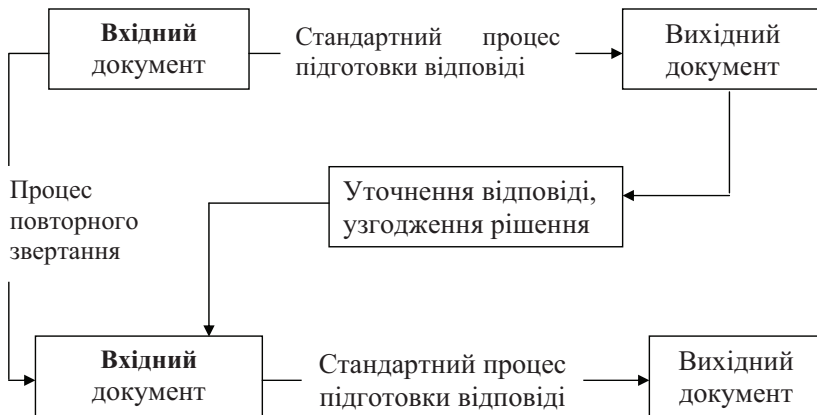 Вхідний
документ
Стандартний процес
підготовки відповіді
Вихідний
документ
Уточнення відповіді,
узгодження рішення
Процес
повторного
звертання
Вхідний
документ
Стандартний процес
підготовки відповіді
Вихідний
документ